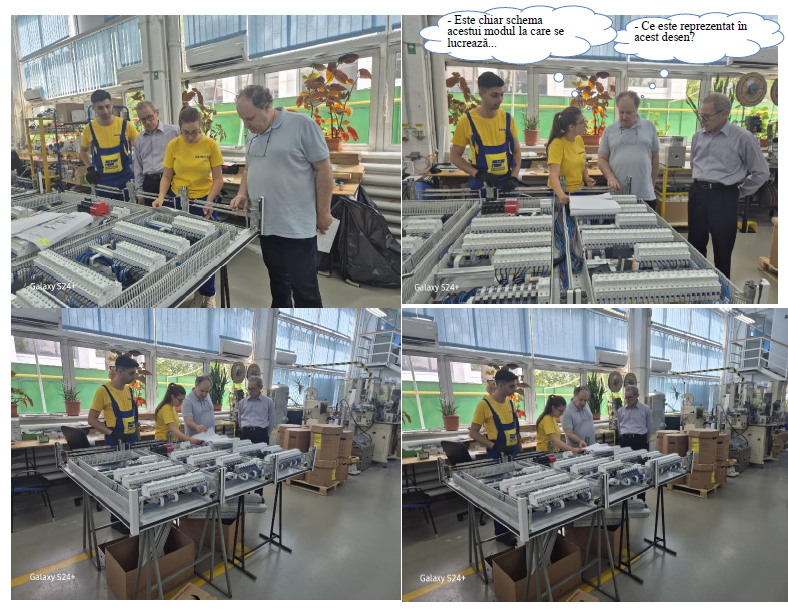 - Este chiar schema
acestui modul la care se
lucrează...
- Ce este reprezentat în
acest desen?
Galaxy S24+
Galaxy S24+
Galaxy S24+
Galaxy S24+